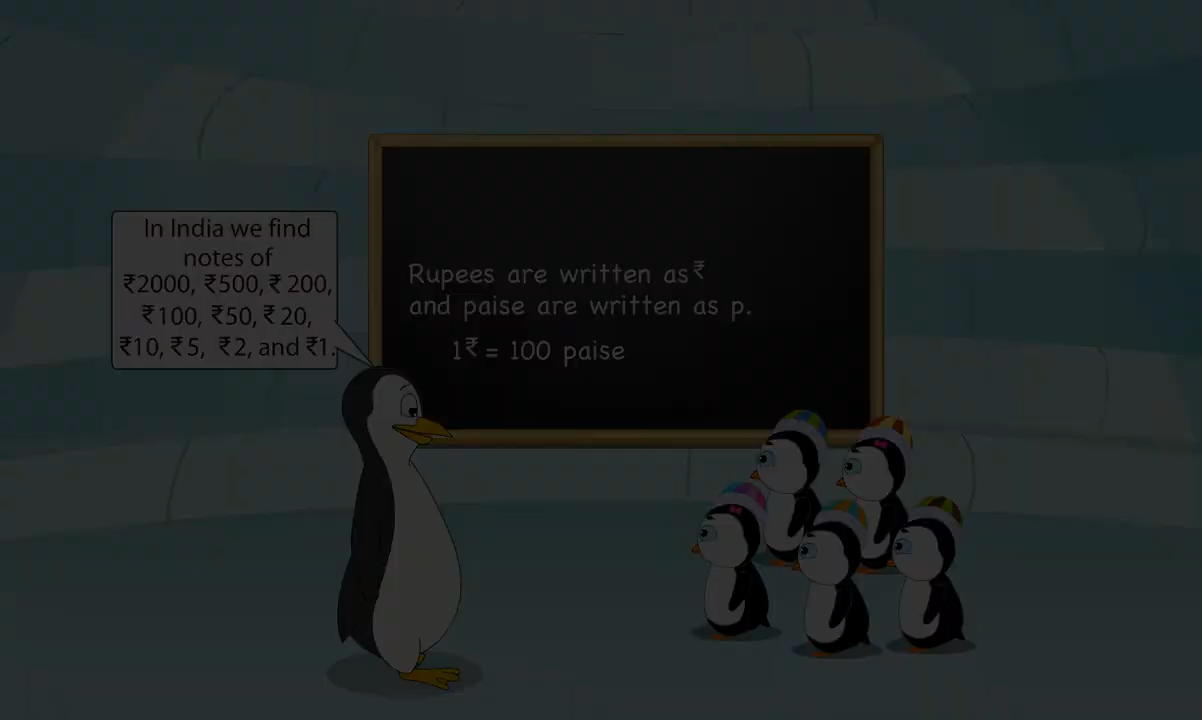 In India we find
notes of
₹2000, ₹500, ₹ 200,
₹100, ₹50, ₹ 20,
₹10, ₹ 5, ₹2, and ₹1.
Rupees are written as ₹
and paise are written as p.
1₹ = 100 paise